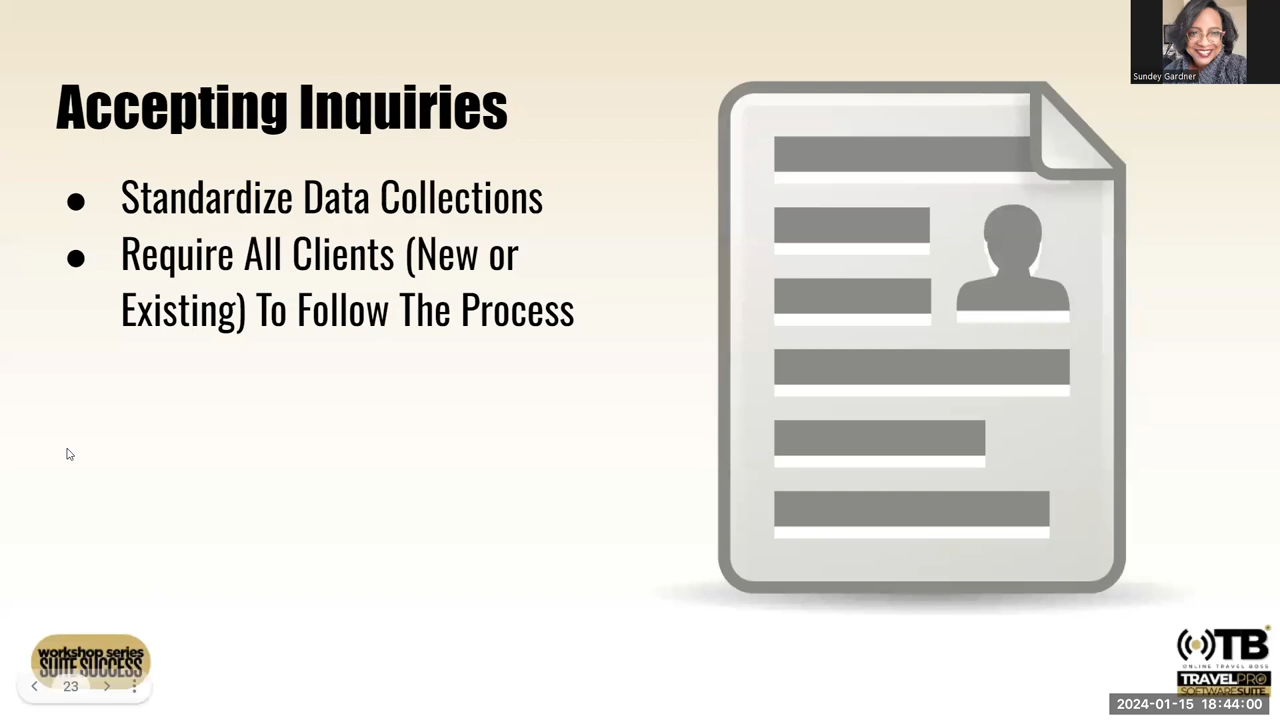 Sundey Gardner
Accepting Inquiries
● Standardize Data Collections
● Require All Clients (New or
Existing) To Follow The Process
workshop series
SUITE SUCCESS
23
OTB
ONLINE TRAVEL BOSS
TRAVELPRO
SOFTWARE SUITE
2024-01-15 18:44:00